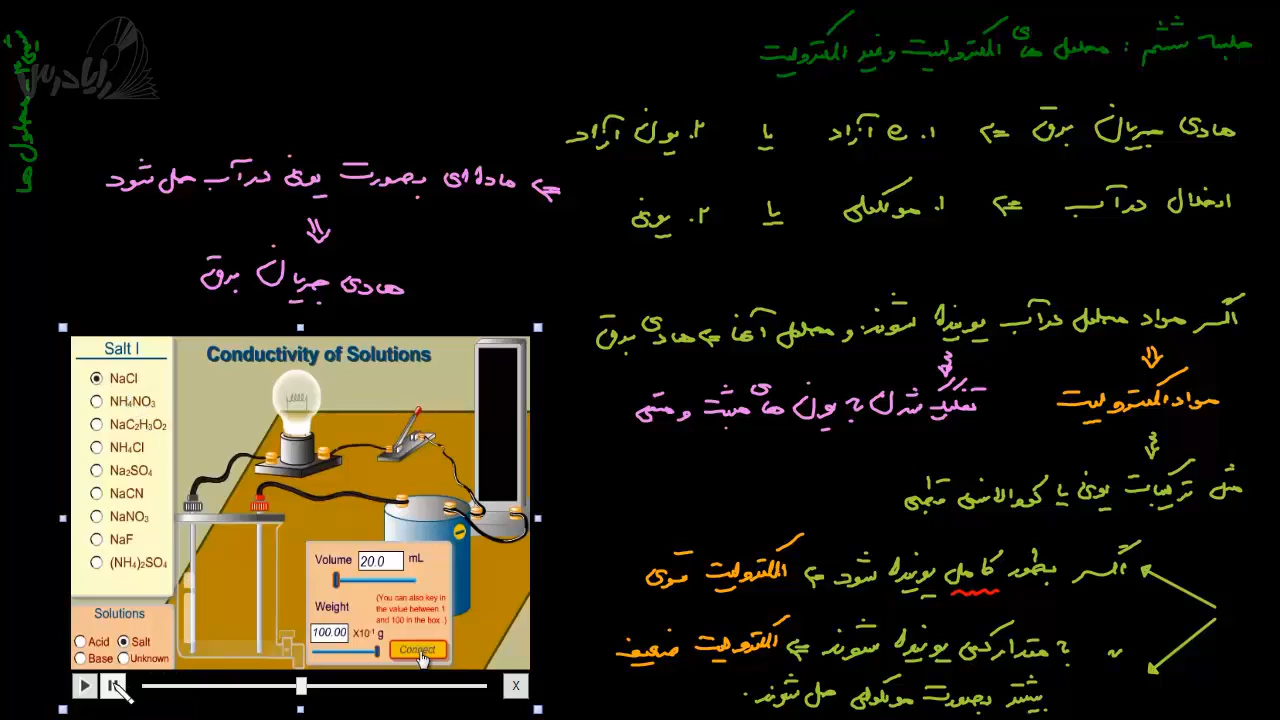 جلسه ششم : محلول های الکترولیت و غیر الکترولیت
هادی جریان برق ⇐ ۱. e آزاد یا ۲. یون آزاد
انحلال در آب ⇐ ۱. مولکولی یا ۲. یونی
⇐ ماده ای بصورت یونی در آب حل شود
⇓
هادی جریان برق
اگر مواد محلول در آب یونیده شوند و محلول آنها ⇐ هادی برق
مواد الکترولیت
تفکیک شدن به یون های مثبت و منفی
مثل ترکیبات یونی یا کووالانسی قطبی
اگر بطور کامل یونیده شود ⇐ الکترولیت قوی
〃 به مقدار کمی یونیده شوند ⇐ الکترولیت ضعیف
بیشتر بصورت مولکولی حل شوند.
شیمی ۳ - محلول ها
Salt I
NaCl
NH4NO3
NaC2H3O2
NH4Cl
Na2SO4
NaCN
NaNO3
NaF
(NH4)2SO4
Solutions
Acid Salt
Base Unknown
Conductivity of Solutions
Volume 20.0 mL
(You can also key in
the value between 1
and 100 in the box .)
Weight
100.00 X10-1 g
Connect
X